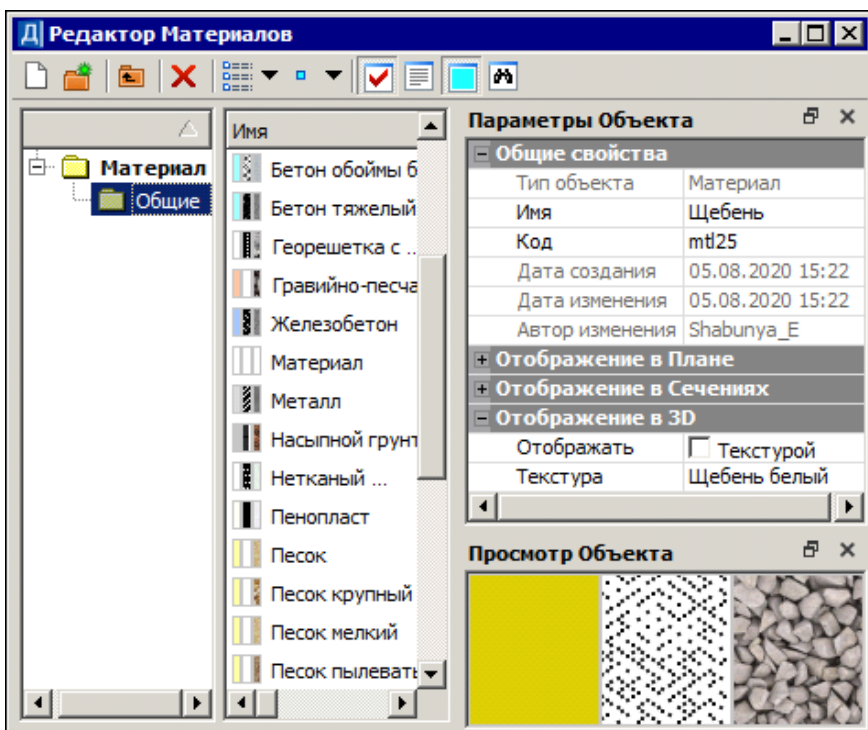 Редактор Материалов
Материал
Общие
Имя
Бетон обоймы б
Бетон тяжелый
Георешетка с ...
Гравийно-песча
Железобетон
Материал
Металл
Насыпной грунт
Нетканый ...
Пенопласт
Песок
Песок крупный
Песок мелкий
Песок пылеваты
Параметры Объекта
Общие свойства
Тип объекта Материал
Имя Щебень
Код mtl25
Дата создания 05.08.2020 15:22
Дата изменения 05.08.2020 15:22
Автор изменения Shabunya_E
Отображение в Плане
Отображение в Сечениях
Отображение в 3D
Отображать Текстурой
Текстура Щебень белый
Просмотр Объекта